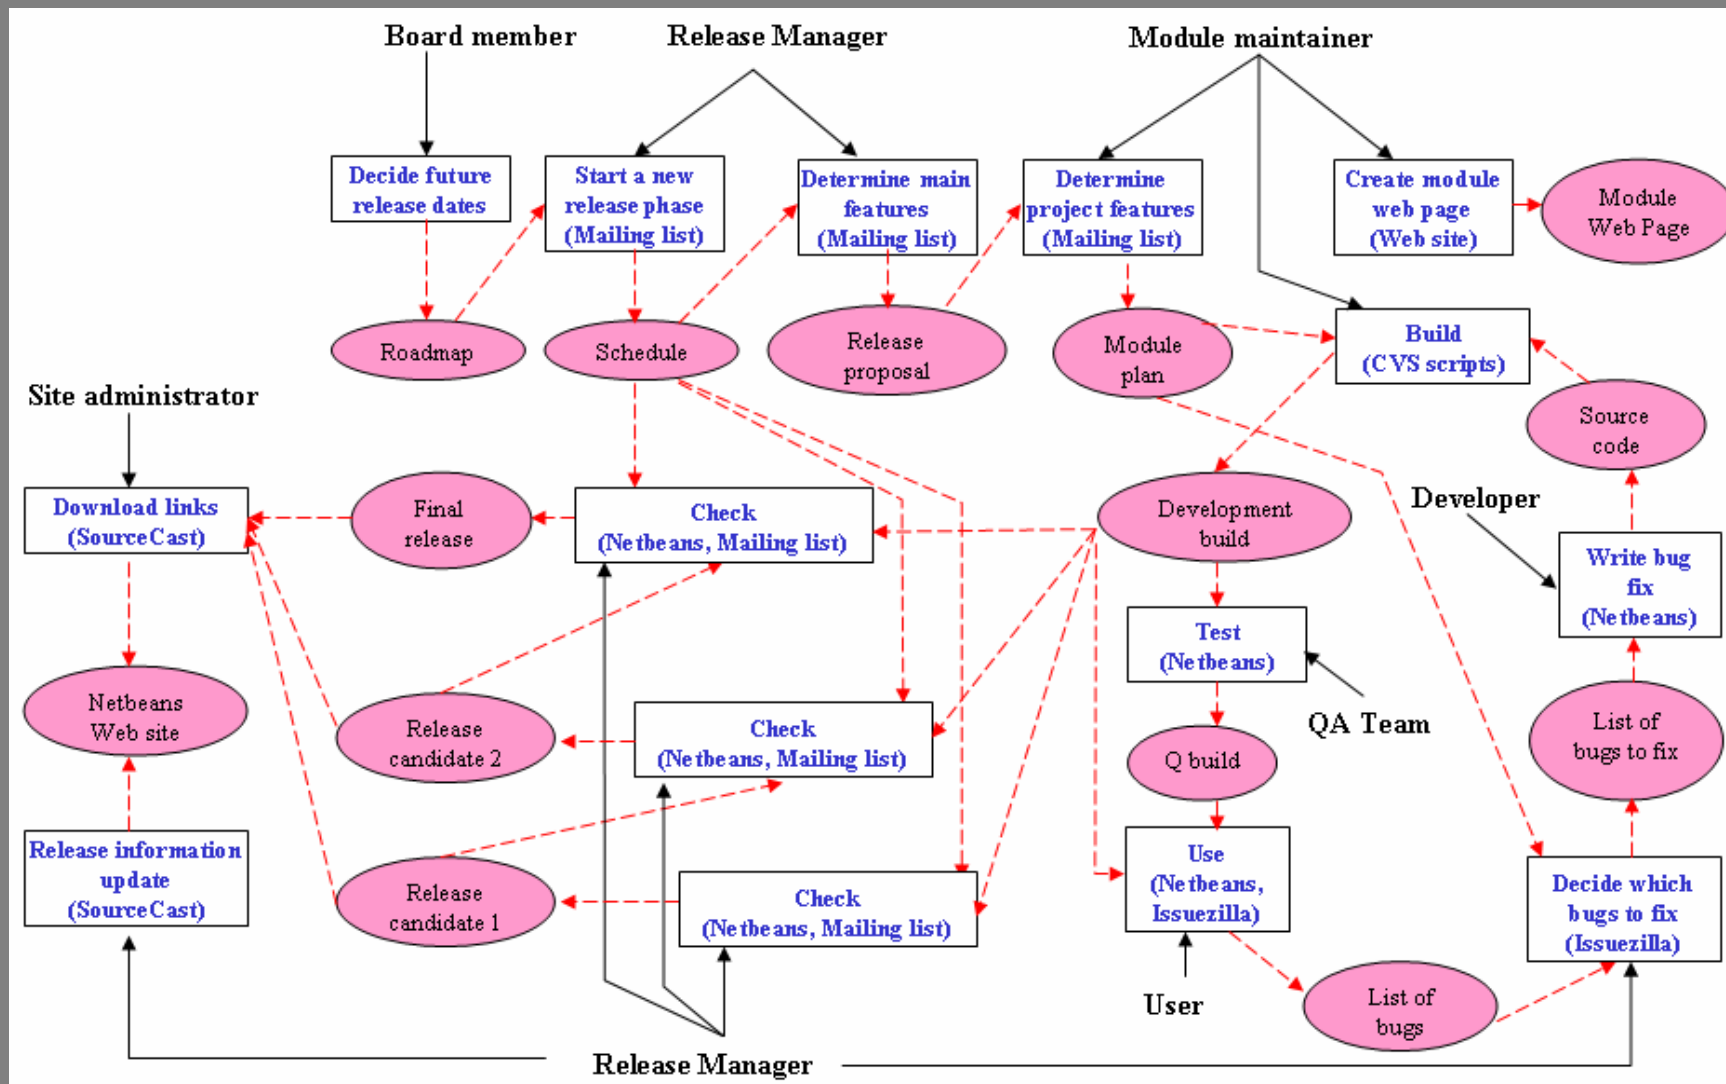 Board member
Release Manager
Module maintainer
Decide future
release dates
Start a new
release phase
(Mailing list)
Determine main
features
(Mailing list)
Determine
project features
(Mailing list)
Create module
web page
(Web site)
Module
Web Page
Roadmap
Schedule
Release
proposal
Module
plan
Build
(CVS scripts)
Site administrator
Source
code
Download links
(SourceCast)
Final
release
Check
(Netbeans, Mailing list)
Development
build
Developer
Write bug
fix
(Netbeans)
Test
(Netbeans)
QA Team
Netbeans
Web site
Release
candidate 2
Check
(Netbeans, Mailing list)
Q build
List of
bugs to fix
Release information
update
(SourceCast)
Release
candidate 1
Check
(Netbeans, Mailing list)
Use
(Netbeans,
Issuezilla)
Decide which
bugs to fix
(Issuezilla)
User
List of
bugs
Release Manager